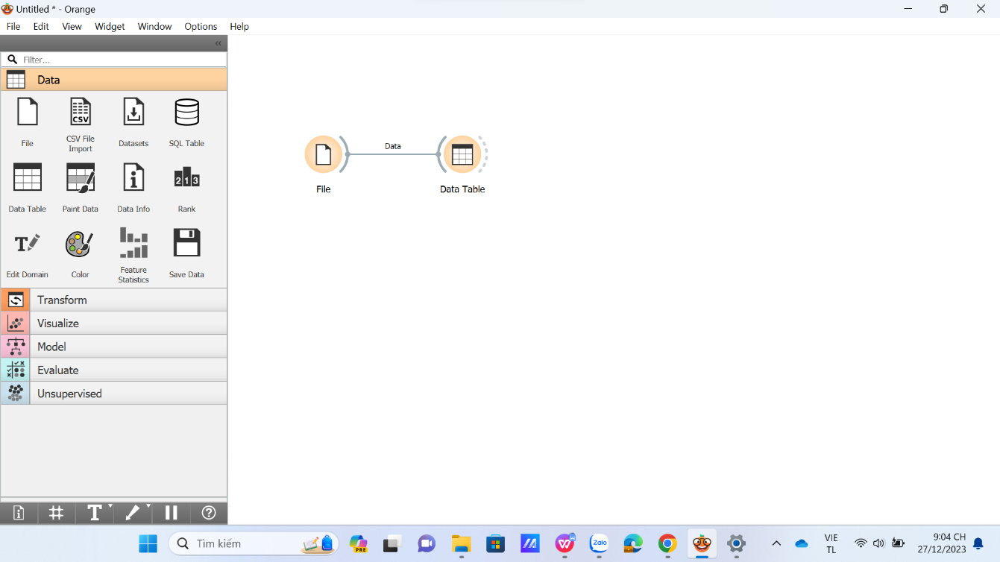 Untitled * - Orange
File Edit View Widget Window Options Help
Filter...
Data
CSV
File CSV File Import Datasets SQL Table
2 1 3
Data Table Paint Data Data Info Rank
T
Edit Domain Color Feature Statistics Save Data
Transform
Visualize
Model
Evaluate
Unsupervised
Data
File
Data Table
T
Tìm kiếm
PRE
Zalo
VIE
TL
9:04 CH
27/12/2023